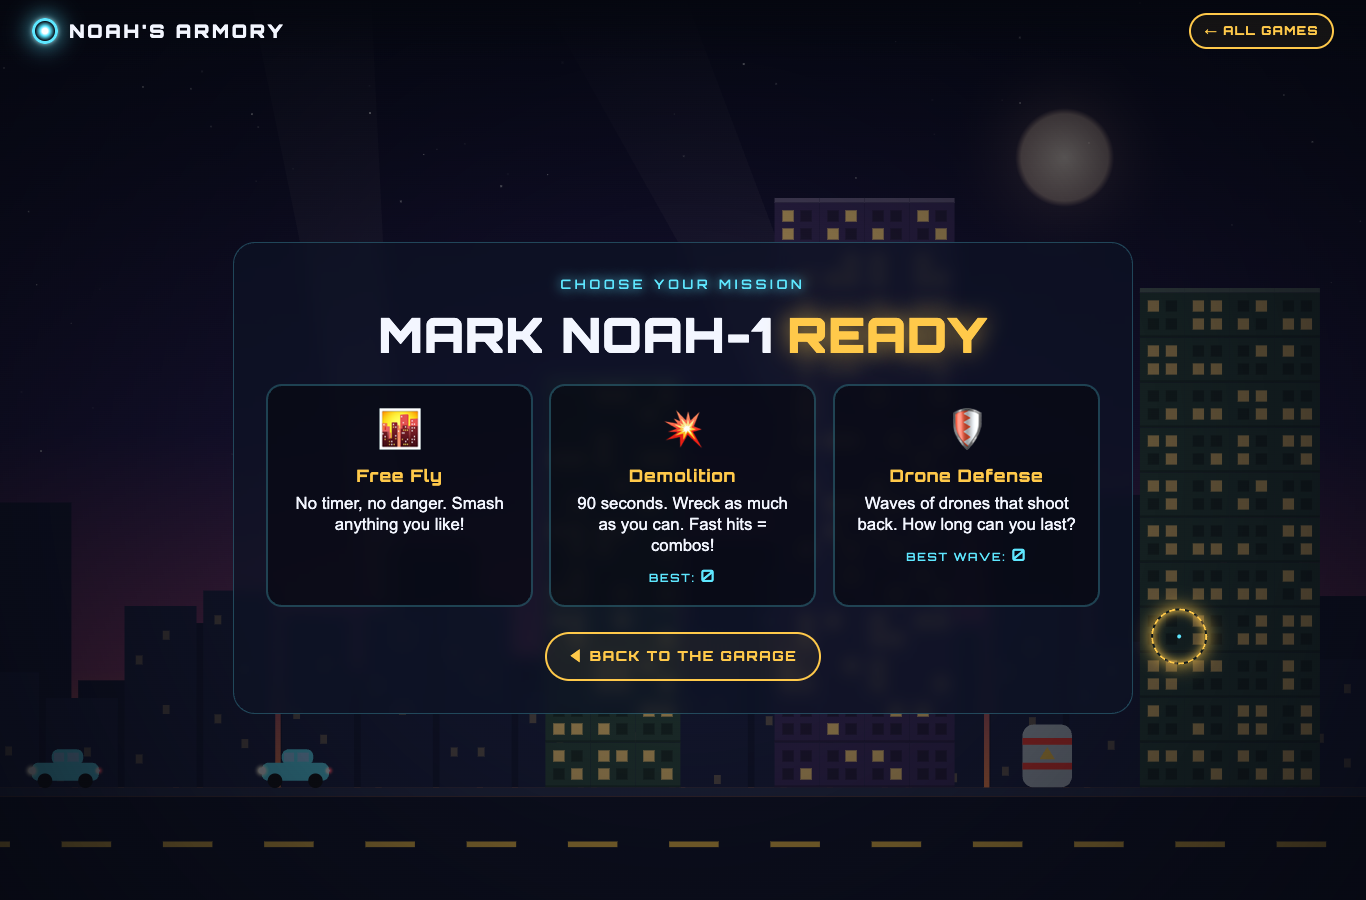 NOAH'S ARMORY
← ALL GAMES
CHOOSE YOUR MISSION
MARK NOAH-1 READY
Free Fly
No timer, no danger. Smash
anything you like!
Demolition
90 seconds. Wreck as much
as you can. Fast hits =
combos!
BEST: 0
Drone Defense
Waves of drones that shoot
back. How long can you last?
BEST WAVE: 0
◀ BACK TO THE GARAGE